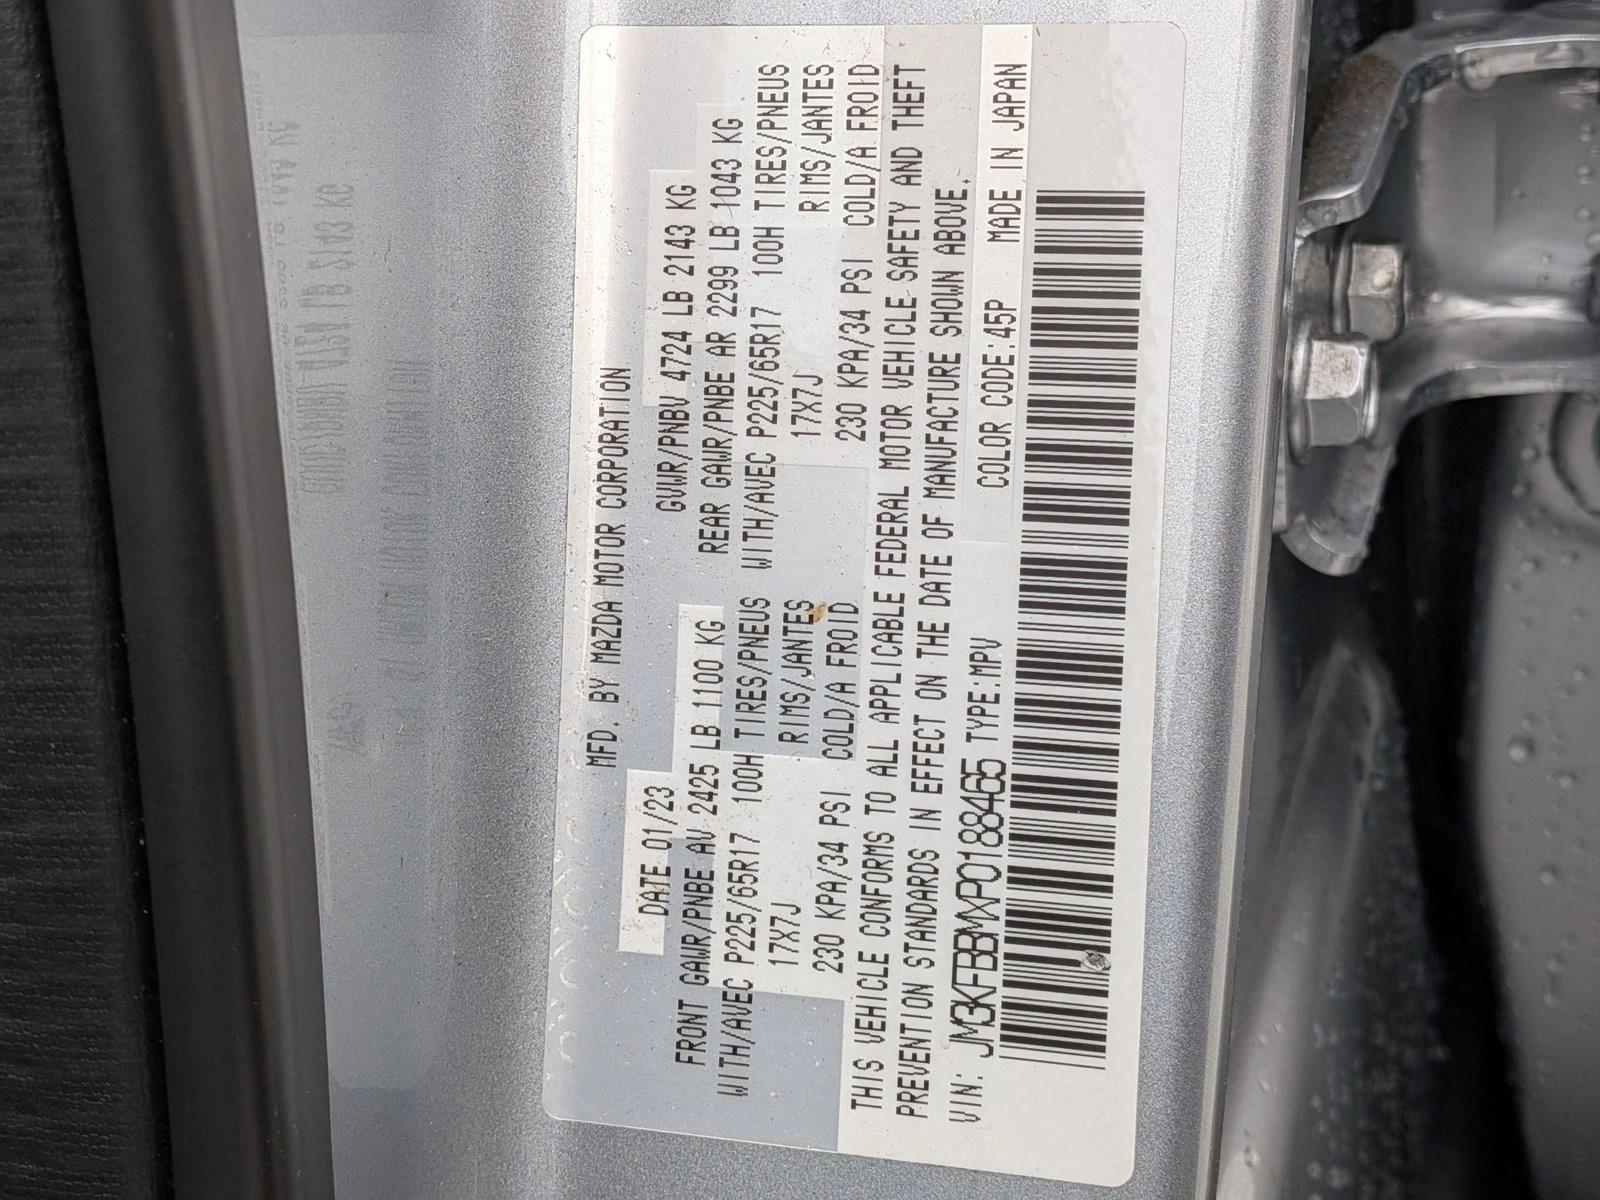 MFD. BY MAZDA MOTOR CORPORATION
DATE 01/23 GVWR/PNBV 4724 LB 2143 KG
FRONT GAWR/PNBE AV 2425 LB 1100 KG REAR GAWR/PNBE AR 2299 LB 1043 KG
WITH/AVEC P225/65R17 100H TIRES/PNEUS WITH/AVEC P225/65R17 100H TIRES/PNEUS
17X7J RIMS/JANTES 17X7J RIMS/JANTES
230 KPA/34 PSI COLD/A FROID 230 KPA/34 PSI COLD/A FROID
THIS VEHICLE CONFORMS TO ALL APPLICABLE FEDERAL MOTOR VEHICLE SAFETY AND THEFT
PREVENTION STANDARDS IN EFFECT ON THE DATE OF MANUFACTURE SHOWN ABOVE.
VIN: JM3KFBBMXP0188465 TYPE:MPV COLOR CODE:45P MADE IN JAPAN